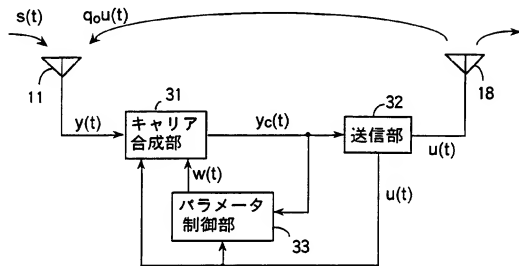 s(t)
q₀u(t)
11
18
31
32
キャリア
合成部
送信部
y(t)
yc(t)
u(t)
w(t)
u(t)
パラメータ
制御部
33